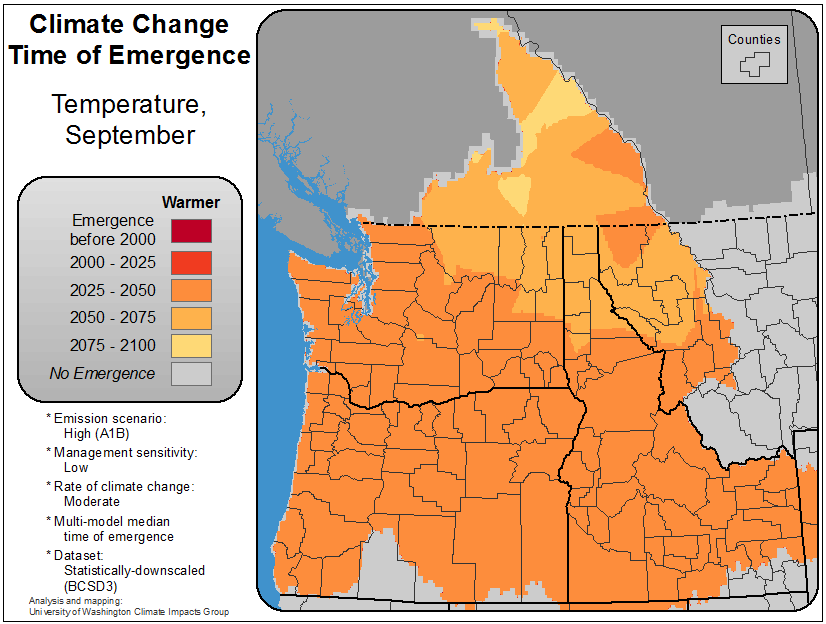 Climate Change
Time of Emergence
Temperature,
September
Warmer
Emergence
before 2000
2000 - 2025
2025 - 2050
2050 - 2075
2075 - 2100
No Emergence
* Emission scenario:
High (A1B)
* Management sensitivity:
Low
* Rate of climate change:
Moderate
* Multi-model median
time of emergence
* Dataset:
Statistically-downscaled
(BCSD3)
Analysis and mapping:
University of Washington Climate Impacts Group
Counties